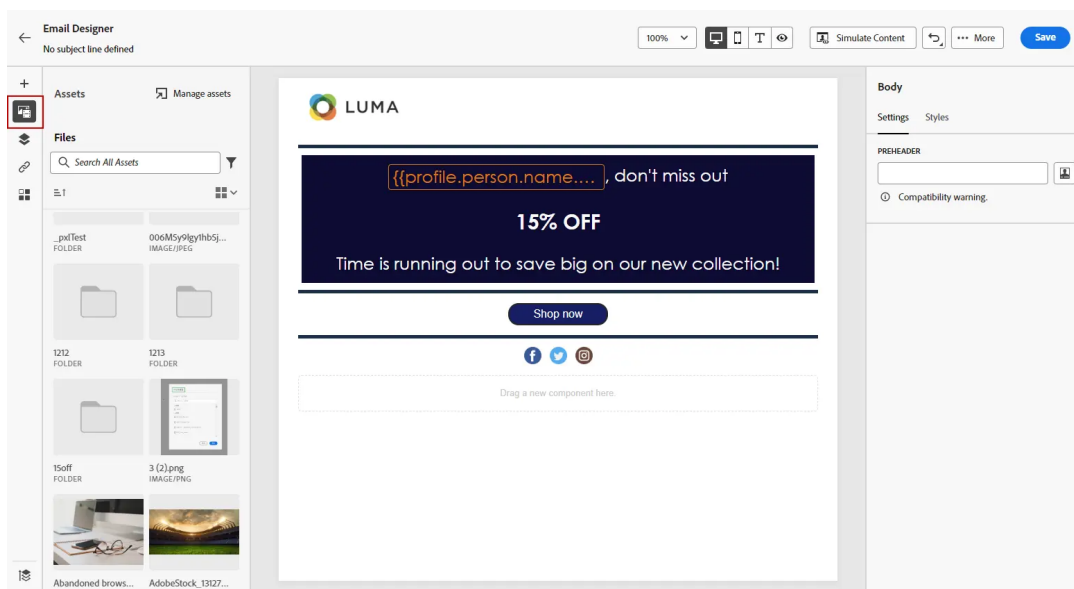 Email Designer
No subject line defined
100%
T
Simulate Content
••• More
Save
Assets
Manage assets
Files
Search All Assets
_pxlTest
FOLDER
006M5y9lgy1hb5j...
IMAGE/JPEG
1212
FOLDER
1213
FOLDER
15off
FOLDER
3 (2).png
IMAGE/PNG
Abandoned brows...
AdobeStock_13127...
LUMA
{{profile.person.name.... , don't miss out
15% OFF
Time is running out to save big on our new collection!
Shop now
Drag a new component here.
Body
Settings
Styles
PREHEADER
Compatibility warning.